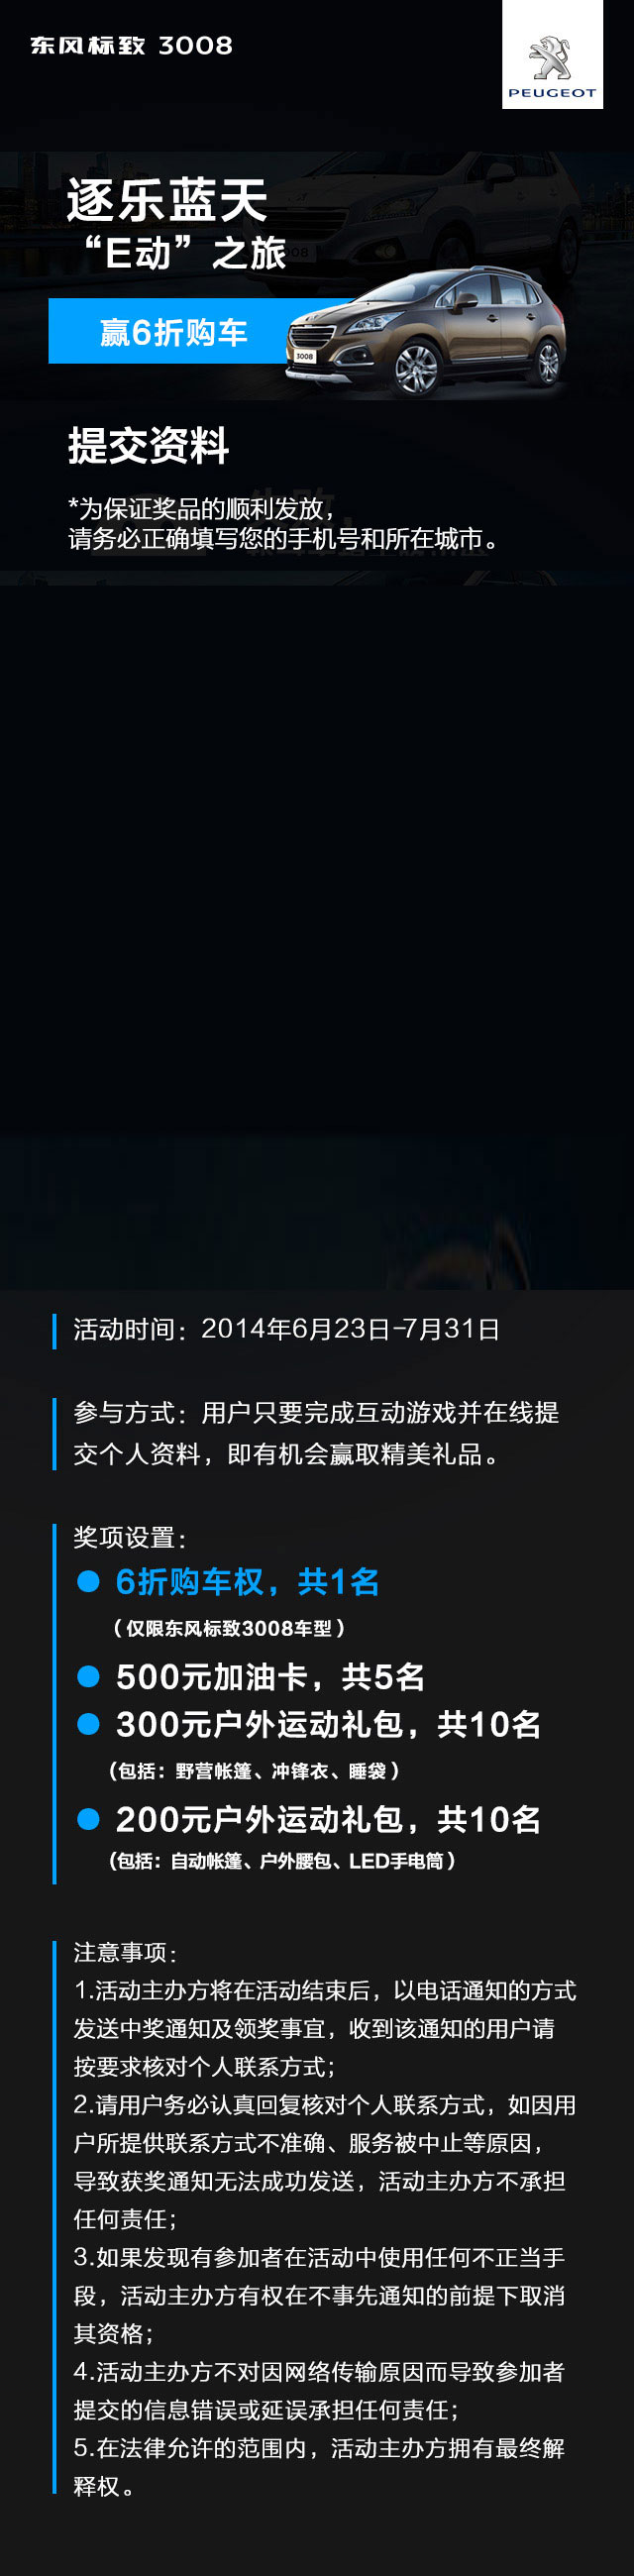 东风标致 3008
PEUGEOT
逐乐蓝天
“E动”之旅
赢6折购车
3008
提交资料
*为保证奖品的顺利发放，
请务必正确填写您的手机号和所在城市。
活动时间：2014年6月23日-7月31日
参与方式：用户只要完成互动游戏并在线提
交个人资料，即有机会赢取精美礼品。
奖项设置：
● 6折购车权，共1名
（仅限东风标致3008车型）
● 500元加油卡，共5名
● 300元户外运动礼包，共10名
(包括：野营帐篷、冲锋衣、睡袋）
● 200元户外运动礼包，共10名
(包括：自动帐篷、户外腰包、LED手电筒）
注意事项：
1.活动主办方将在活动结束后，以电话通知的方式
发送中奖通知及领奖事宜，收到该通知的用户请
按要求核对个人联系方式；
2.请用户务必认真回复核对个人联系方式，如因用
户所提供联系方式不准确、服务被中止等原因，
导致获奖通知无法成功发送，活动主办方不承担
任何责任；
3.如果发现有参加者在活动中使用任何不正当手
段，活动主办方有权在不事先通知的前提下取消
其资格；
4.活动主办方不对因网络传输原因而导致参加者
提交的信息错误或延误承担任何责任；
5.在法律允许的范围内，活动主办方拥有最终解
释权。